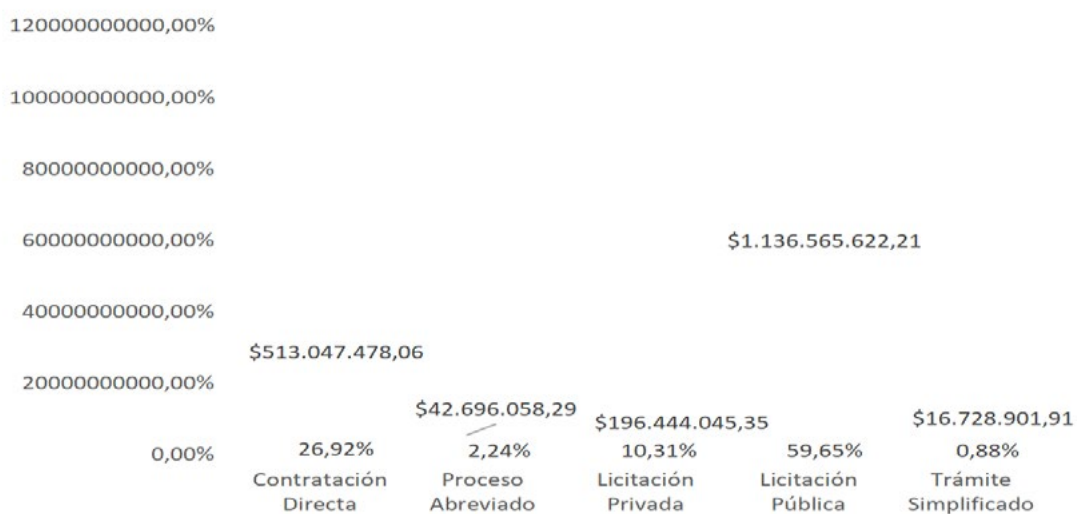 120000000000,00%
100000000000,00%
80000000000,00%
60000000000,00%
40000000000,00%
20000000000,00%
0,00%
$513.047.478,06
$42.696.058,29
$196.444.045,35
$1.136.565.622,21
$16.728.901,91
26,92%
2,24%
10,31%
59,65%
0,88%
Contratación
Directa
Proceso
Abreviado
Licitación
Privada
Licitación
Pública
Trámite
Simplificado